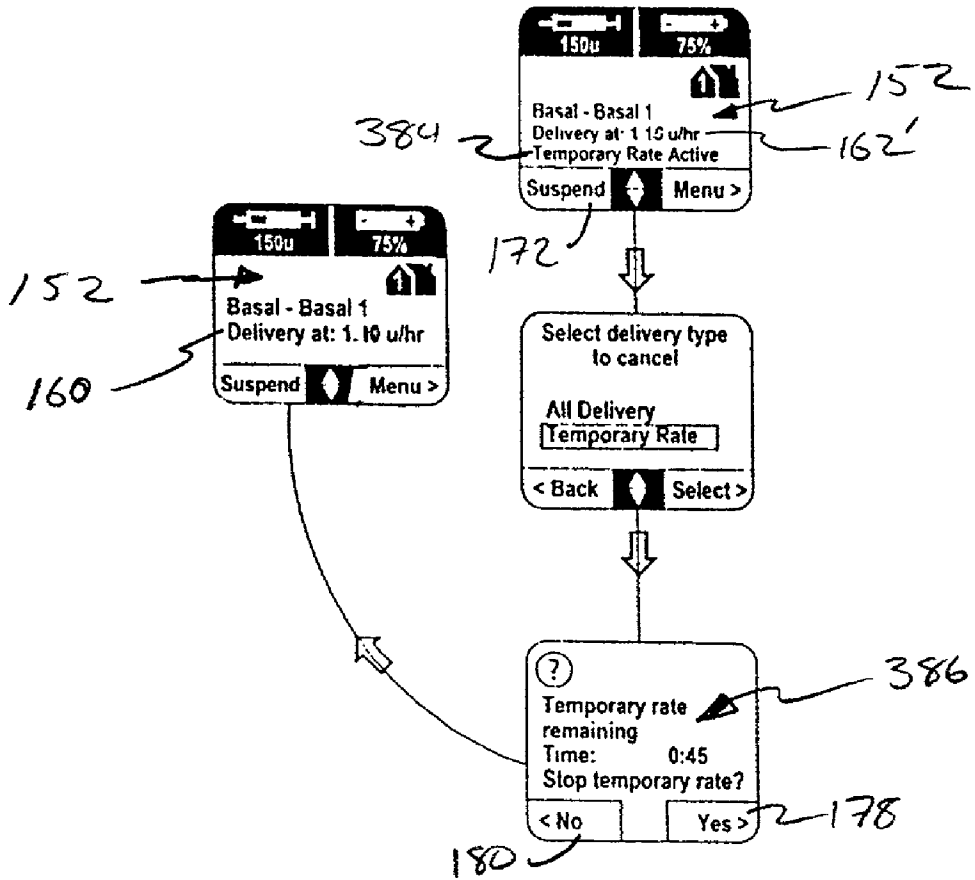 150u 75%
1
152
Basal - Basal 1
384
Delivery at: 1.15 u/hr
162'
Temporary Rate Active
Suspend Menu >
172
150u 75%
1
152
Basal - Basal 1
Delivery at: 1.10 u/hr
160
Suspend Menu >
Select delivery type
to cancel
All Delivery
Temporary Rate
< Back Select >
?
386
Temporary rate
remaining
Time: 0:45
Stop temporary rate?
< No Yes >
178
180